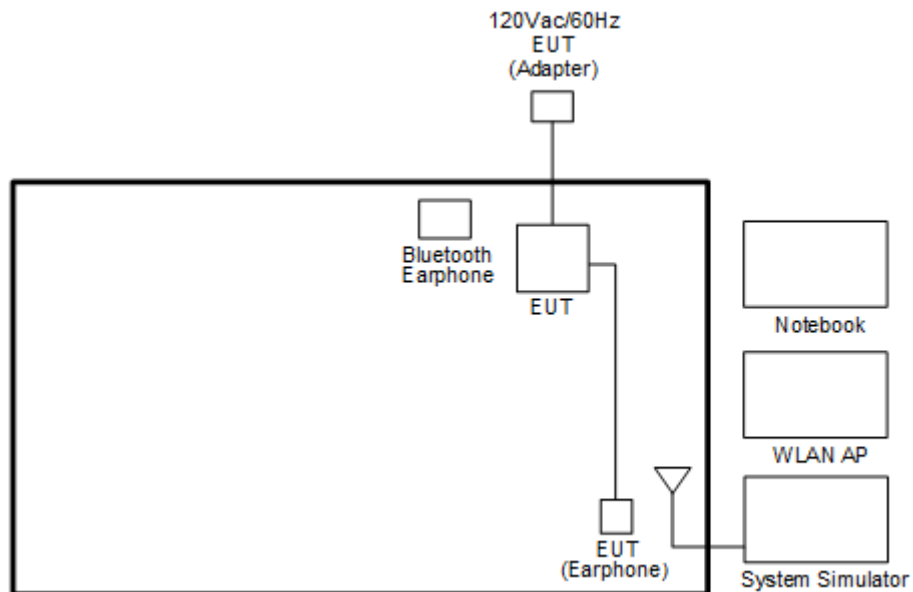 120Vac/60Hz
EUT
(Adapter)
Bluetooth
Earphone
EUT
Notebook
WLAN AP
EUT
(Earphone)
System Simulator